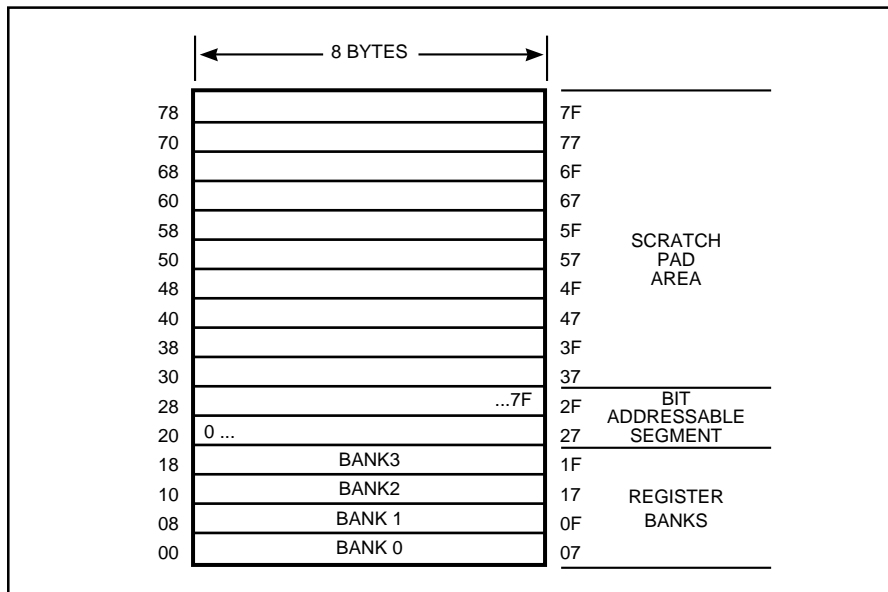 8 BYTES
78 7F
70 77
68 6F
60 67
58 5F
SCRATCH
50 57
PAD
AREA
48 4F
40 47
38 3F
30 37
28 ...7F 2F
BIT
ADDRESSABLE
20 0 ... 27
SEGMENT
18 BANK3 1F
10 BANK2 17
REGISTER
08 BANK 1 0F
BANKS
00 BANK 0 07